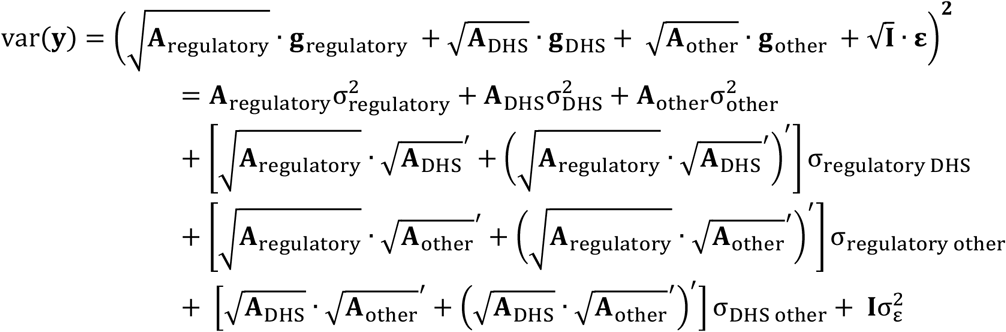 var(𝐲) = (√𝐀_regulatory · 𝐠_regulatory + √𝐀_DHS · 𝐠_DHS + √𝐀_other · 𝐠_other + √𝐈 · 𝛆)^𝟐
= 𝐀_regulatory σ²_regulatory + 𝐀_DHS σ²_DHS + 𝐀_other σ²_other
+ [√𝐀_regulatory · √𝐀_DHS′ + (√𝐀_regulatory · √𝐀_DHS′)′] σ_regulatory DHS
+ [√𝐀_regulatory · √𝐀_other′ + (√𝐀_regulatory · √𝐀_other′)′] σ_regulatory other
+ [√𝐀_DHS · √𝐀_other′ + (√𝐀_DHS · √𝐀_other′)′] σ_DHS other + 𝐈σ²_ε